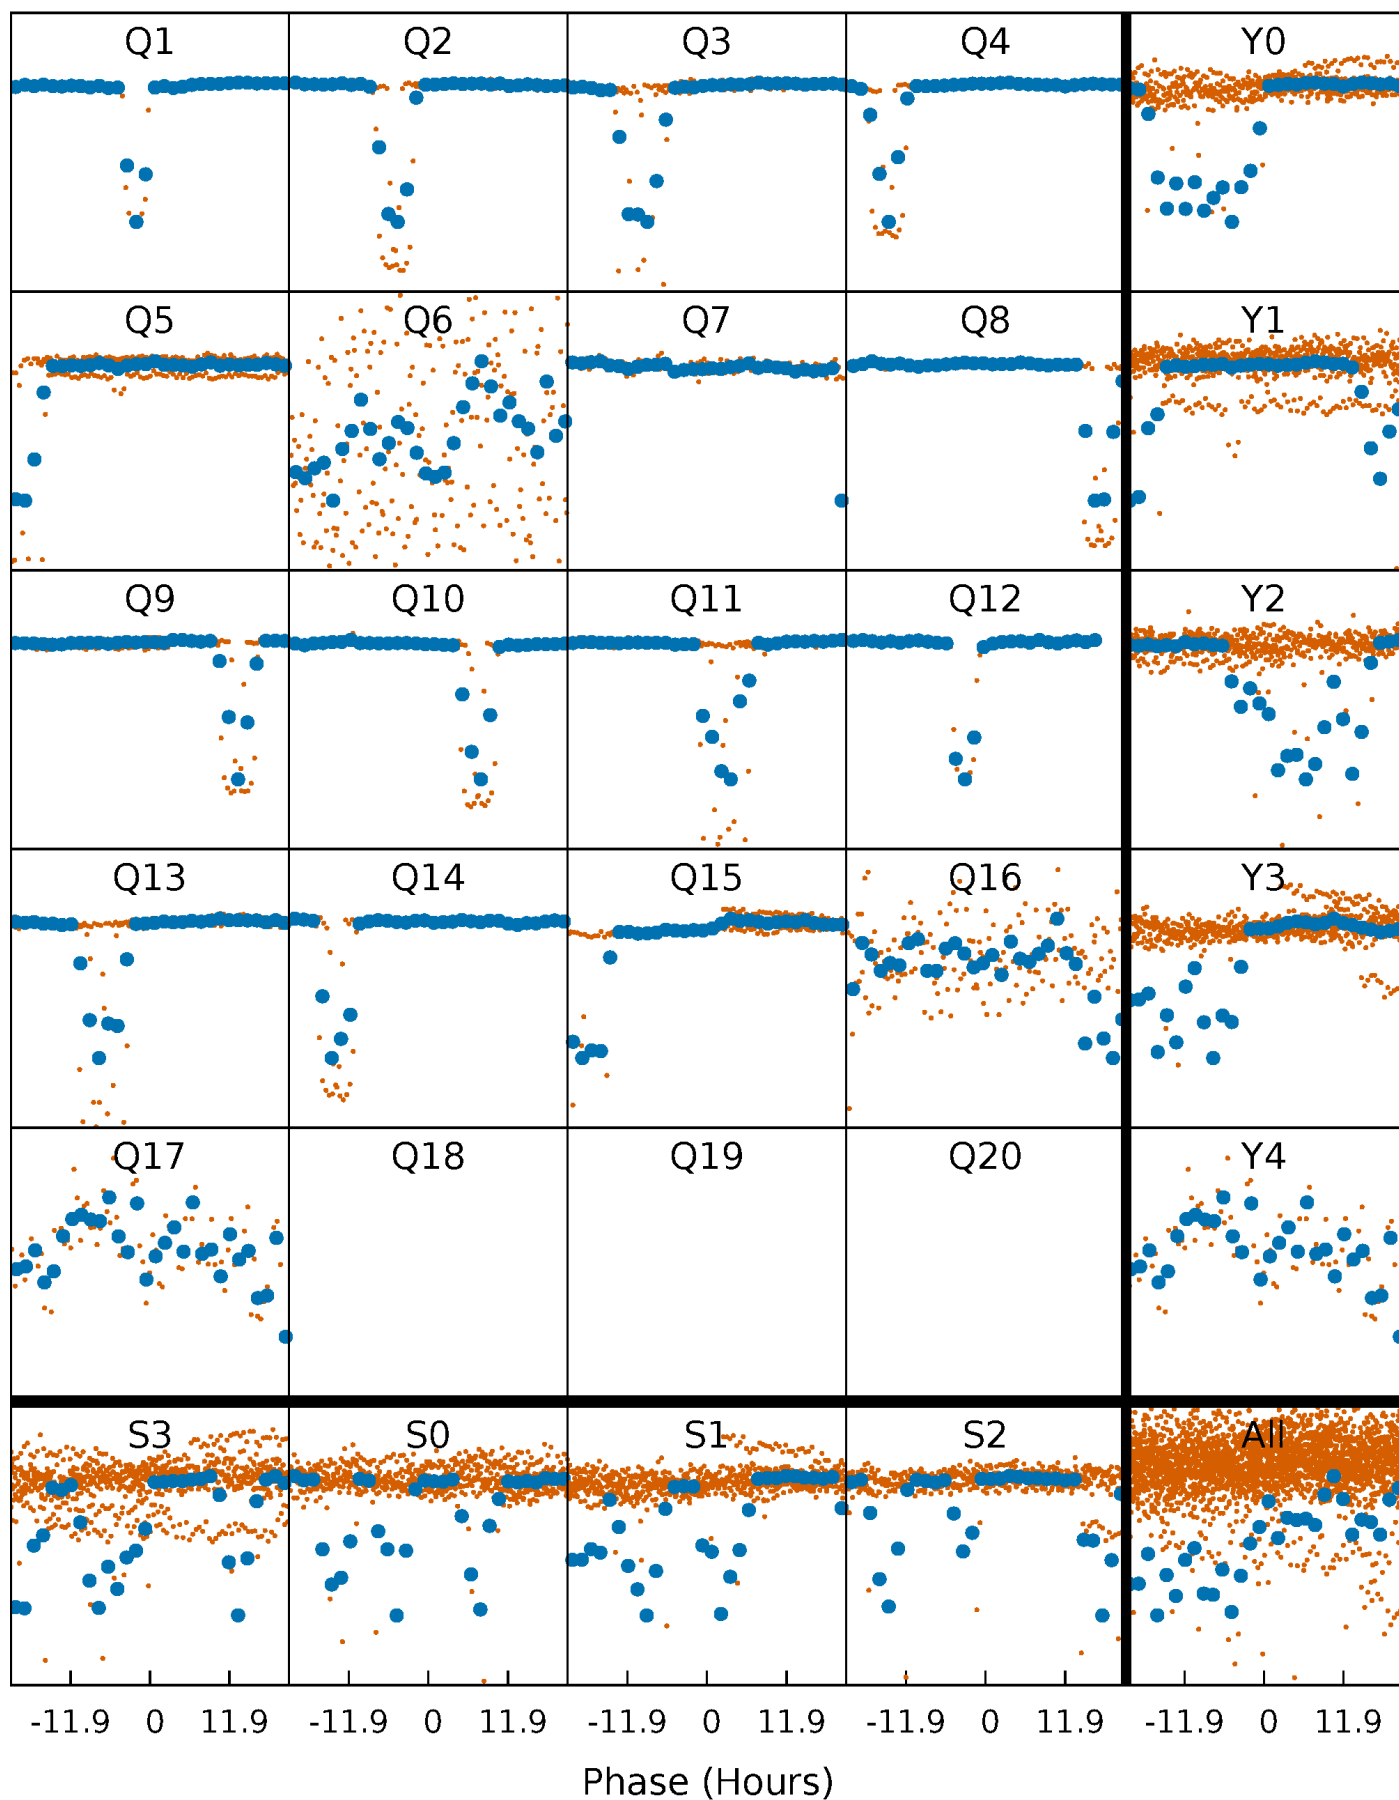 Q1 Q2 Q3 Q4 Y0
Q5 Q6 Q7 Q8 Y1
Q9 Q10 Q11 Q12 Y2
Q13 Q14 Q15 Q16 Y3
Q17 Q18 Q19 Q20 Y4
S3 S0 S1 S2 All
-11.9 0 11.9 -11.9 0 11.9 -11.9 0 11.9 -11.9 0 11.9 -11.9 0 11.9
Phase (Hours)